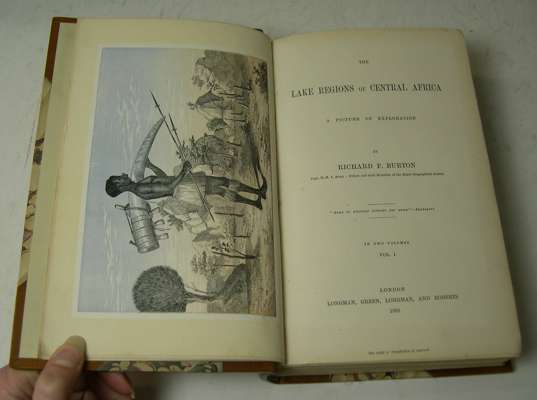 THE
LAKE REGIONS OF CENTRAL AFRICA
A PICTURE OF EXPLORATION
BY
RICHARD F. BURTON
IN TWO VOLUMES
VOL. I.
LONDON
LONGMAN, GREEN, LONGMAN, AND ROBERTS
1860